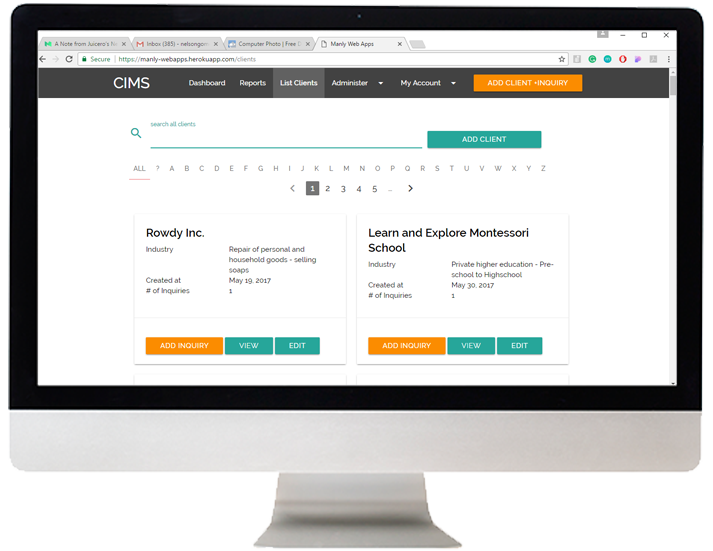 A Note from Juicero's N
Inbox (385) - nelsongom
Computer Photo | Free D
Manly Web Apps
Secure https://manly-webapps.herokuapp.com/clients
CIMS Dashboard Reports List Clients Administer My Account ADD CLIENT +INQUIRY
search all clients
ADD CLIENT
ALL ? A B C D E F G H I J K L M N O P Q R S T U V W X Y Z
1 2 3 4 5 ...
Rowdy Inc.
Industry Repair of personal and
household goods - selling
soaps
Created at May 19, 2017
# of Inquiries 1
ADD INQUIRY VIEW EDIT
Learn and Explore Montessori
School
Industry Private higher education - Pre-
school to Highschool
Created at May 30, 2017
# of Inquiries 1
ADD INQUIRY VIEW EDIT